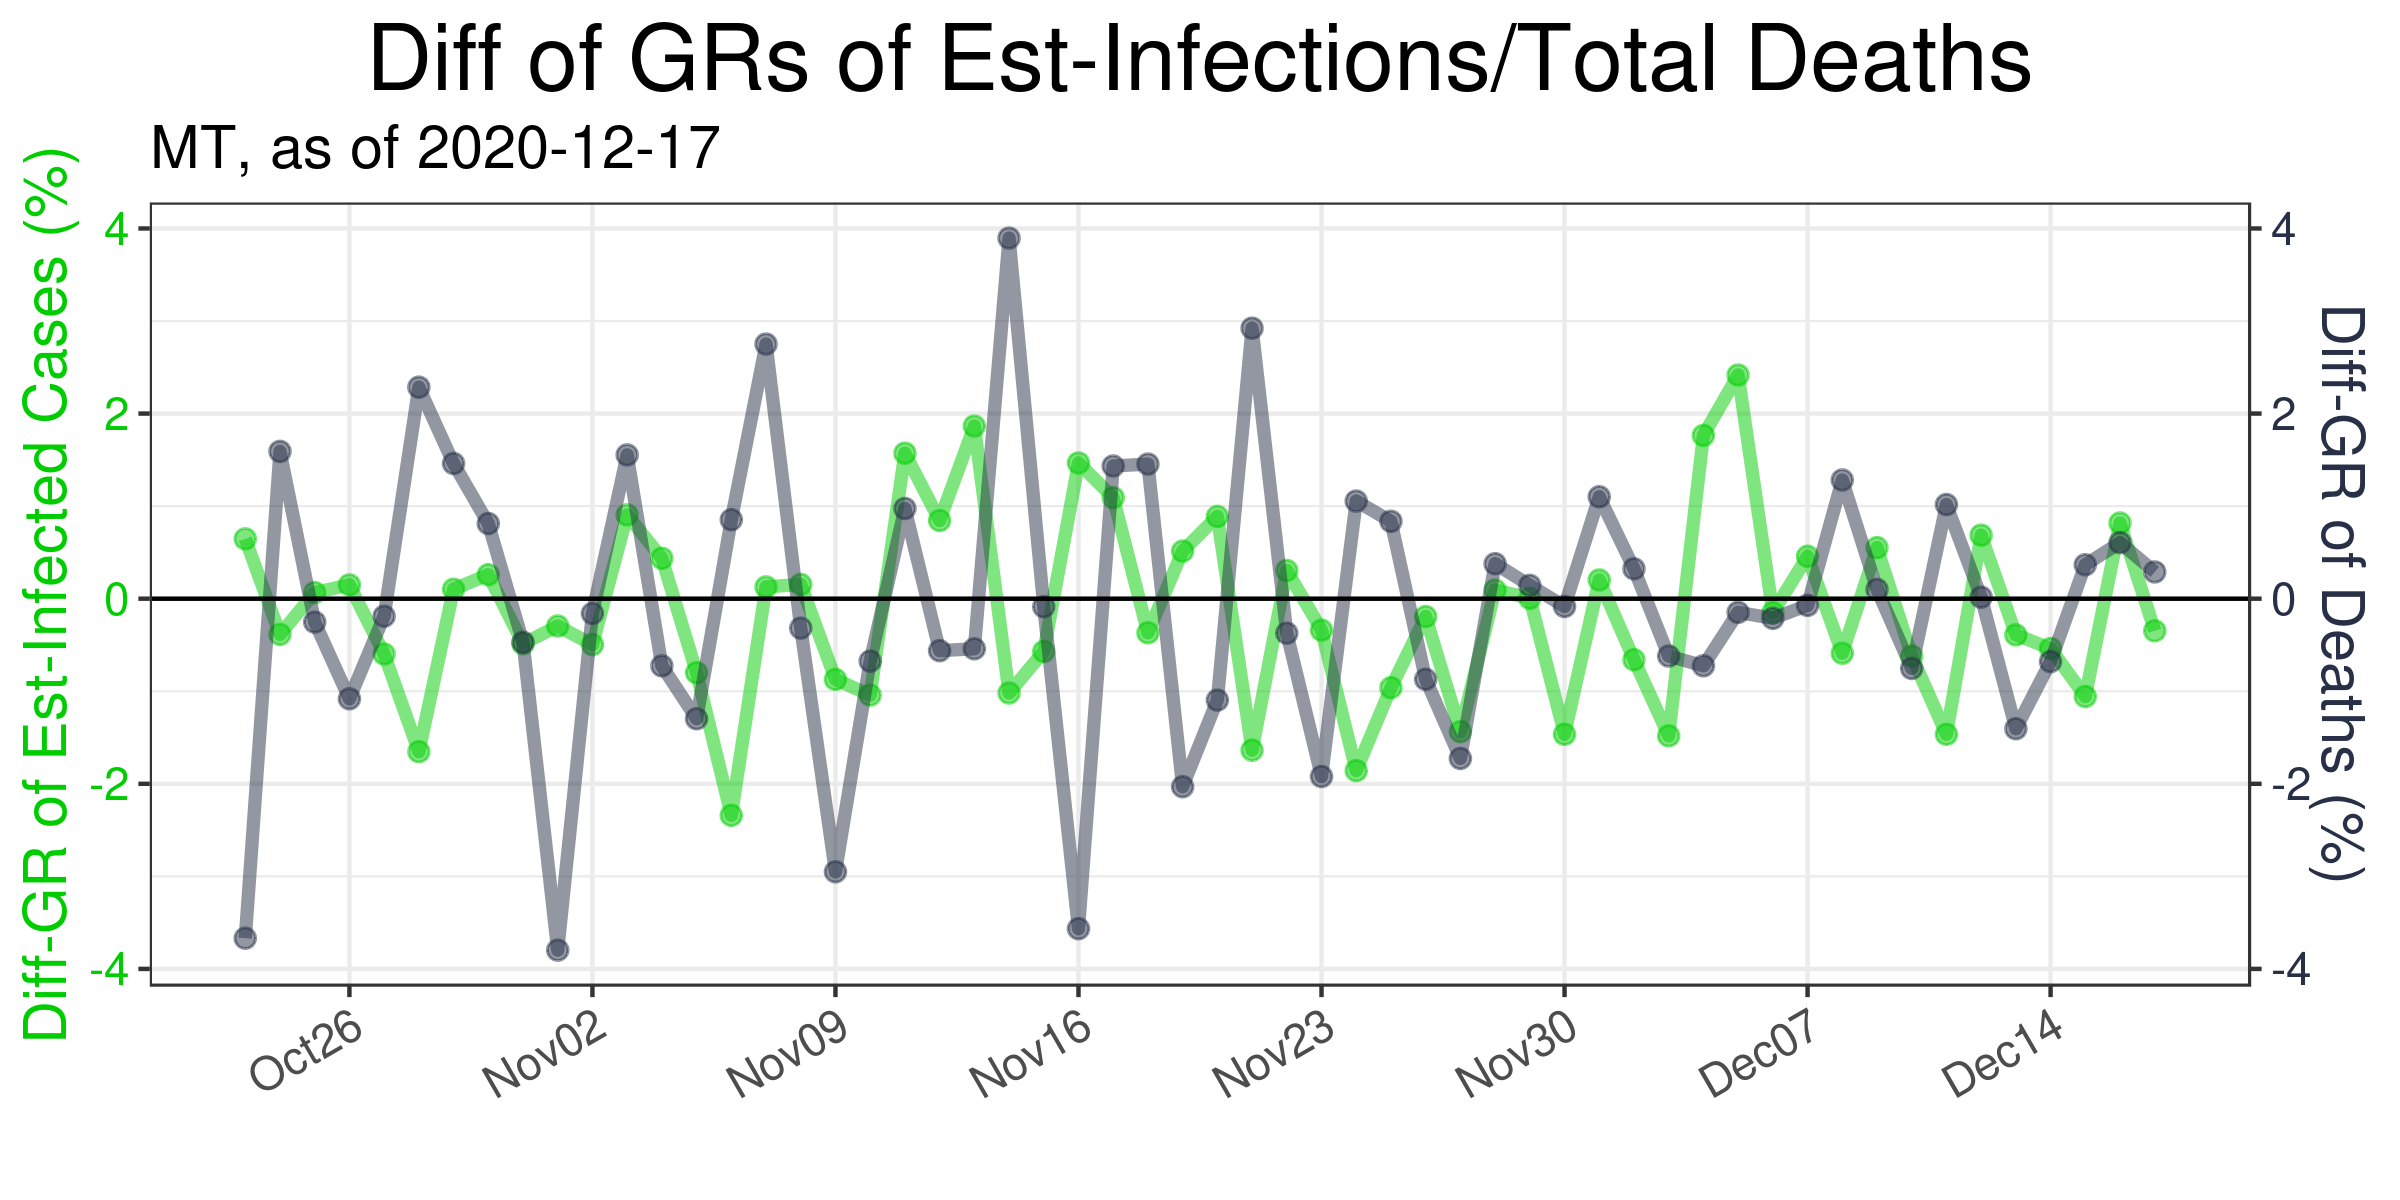 Diff of GRs of Est-Infections/Total Deaths
MT, as of 2020-12-17
Diff-GR of Est-Infected Cases (%)
4
2
0
-2
-4
4
2
0
-2
-4
Diff-GR of Deaths (%)
Oct26
Nov02
Nov09
Nov16
Nov23
Nov30
Dec07
Dec14